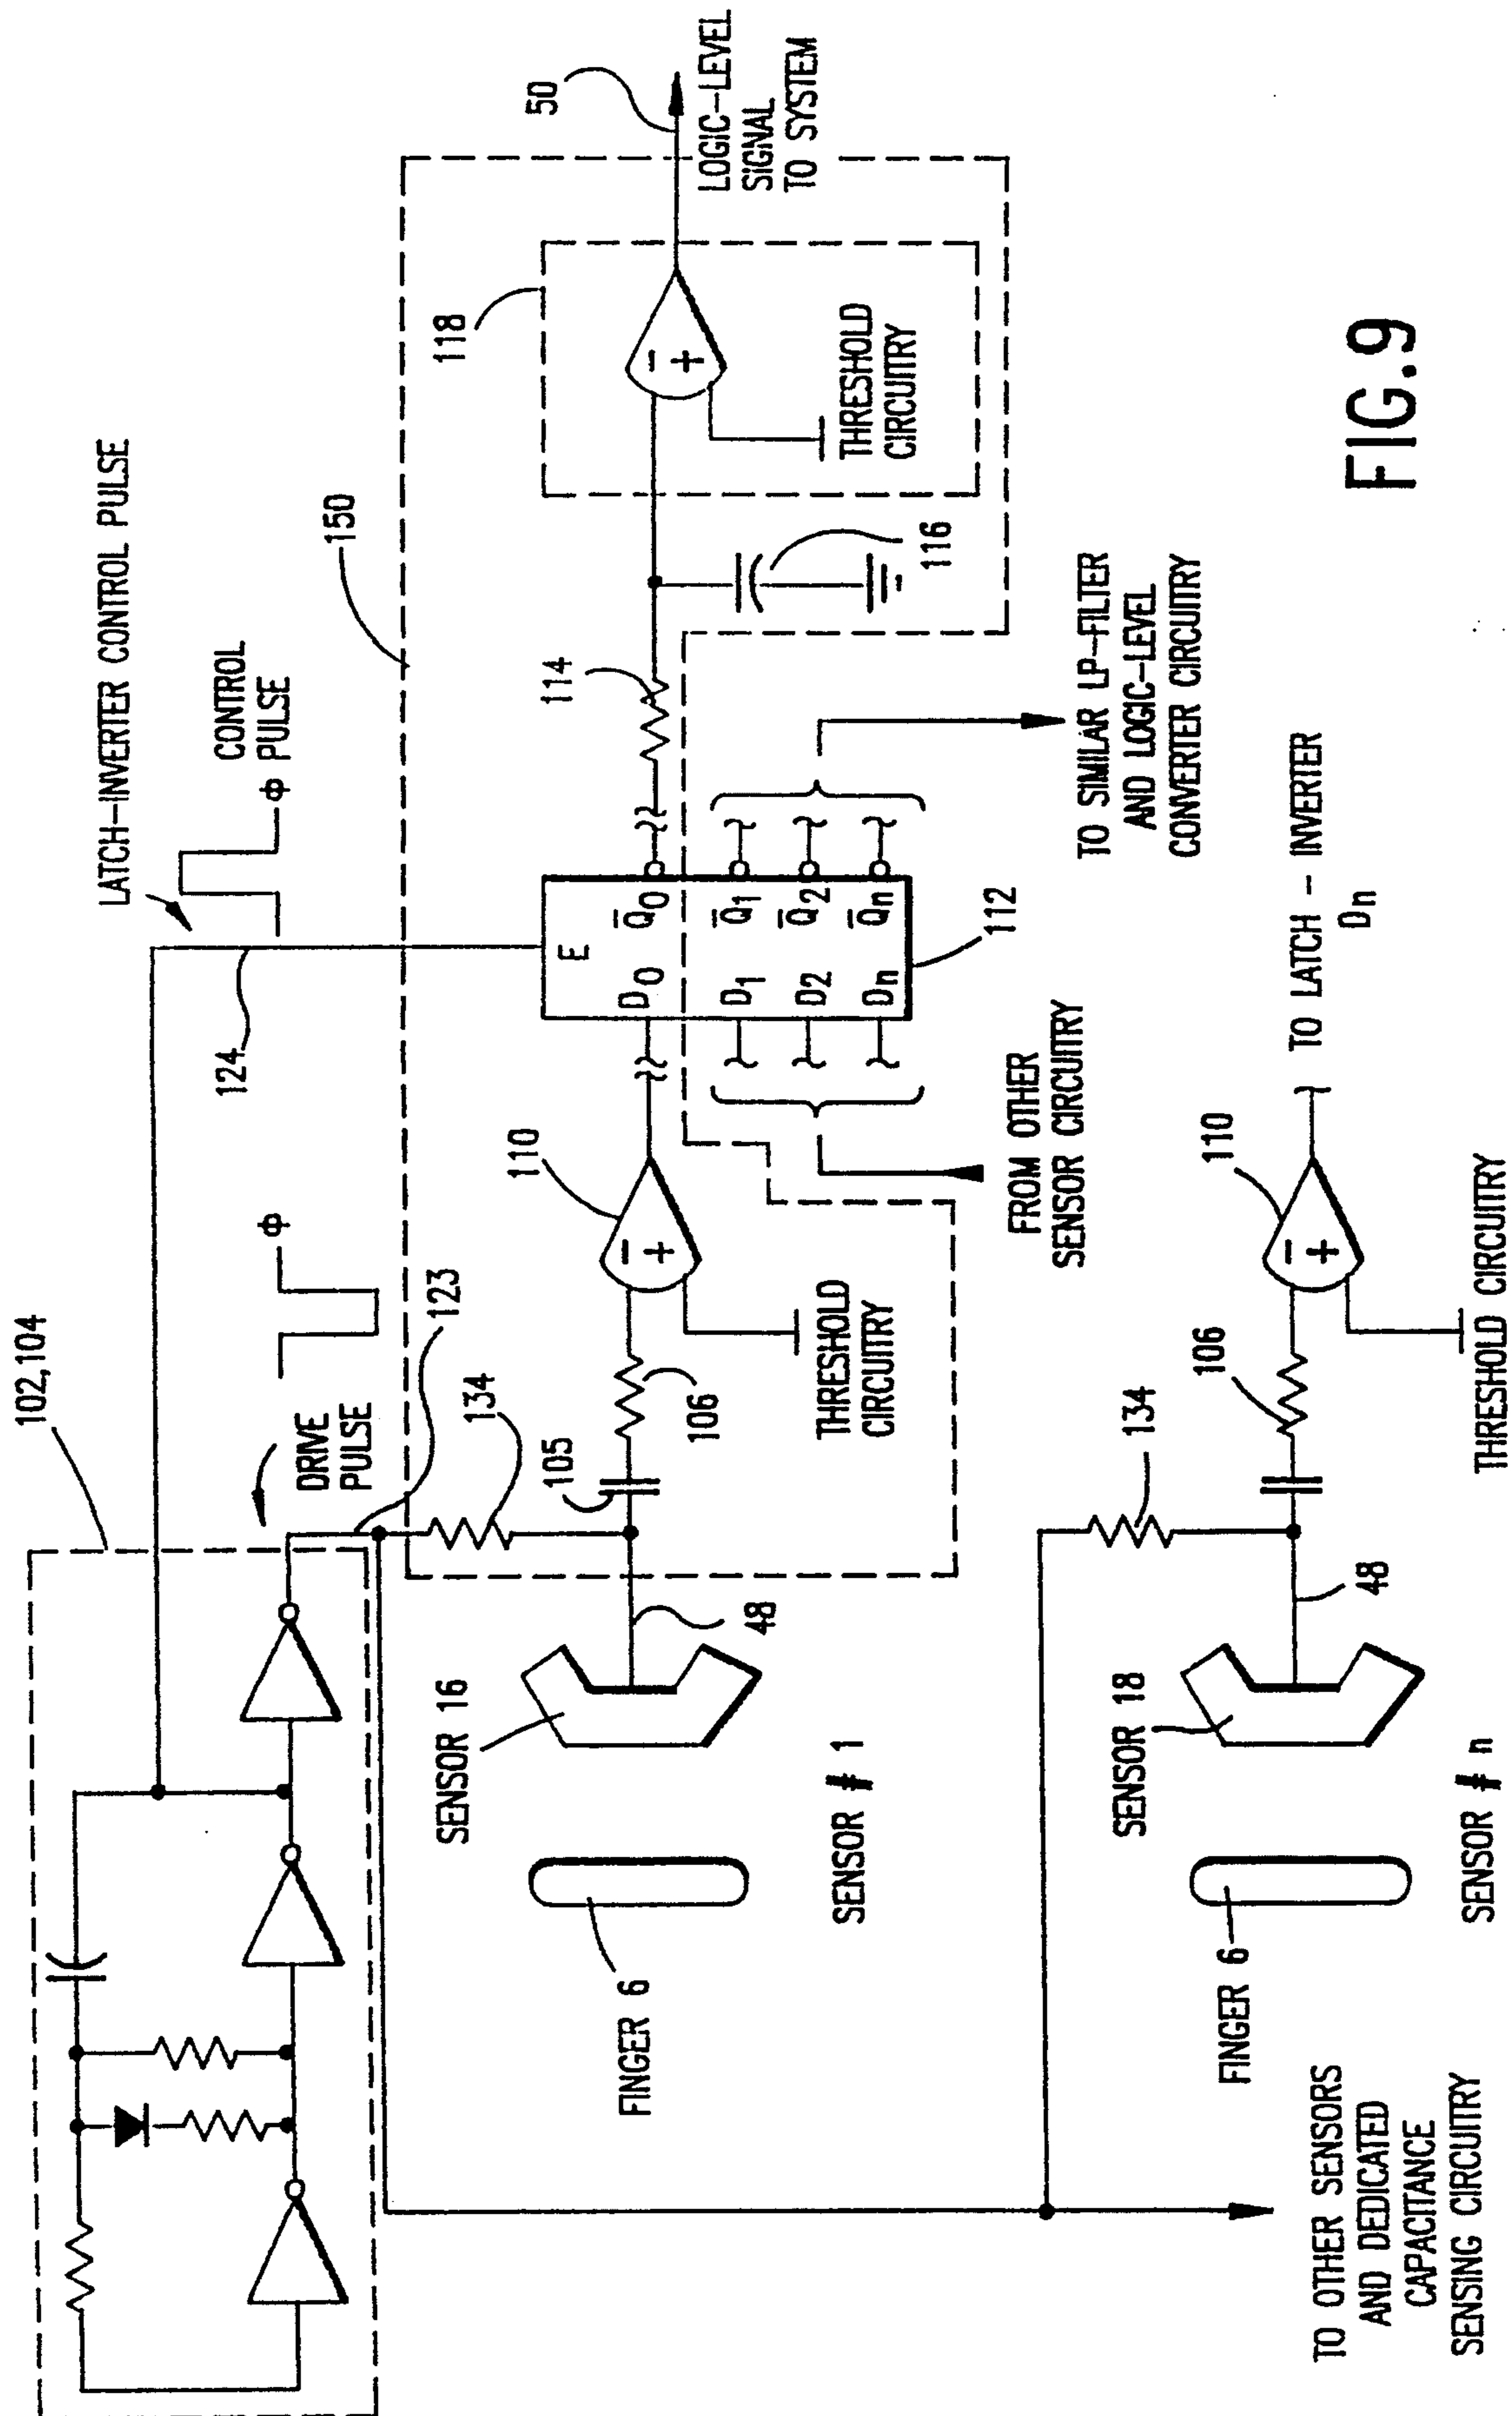 102,104
LATCH-INVERTER CONTROL PULSE
CONTROL
PULSE
Φ
124
DRIVE
PULSE
Φ
123
150
134
105
106
110
THRESHOLD
CIRCUITRY
48
SENSOR 16
FINGER 6
SENSOR # 1
E
D0
Q̅0
D1
Q̅1
D2
Q̅2
Dn
Q̅n
112
114
116
118
− +
− +
THRESHOLD
CIRCUITRY
50
LOGIC-LEVEL
SIGNAL
TO SYSTEM
FROM OTHER
SENSOR CIRCUITRY
TO SIMILAR LP-FILTER
AND LOGIC-LEVEL
CONVERTER CIRCUITRY
134
106
110
− +
TO LATCH - INVERTER
Dn
THRESHOLD CIRCUITRY
48
SENSOR 18
FINGER 6
SENSOR # n
TO OTHER SENSORS
AND DEDICATED
CAPACITANCE
SENSING CIRCUITRY
FIG.9